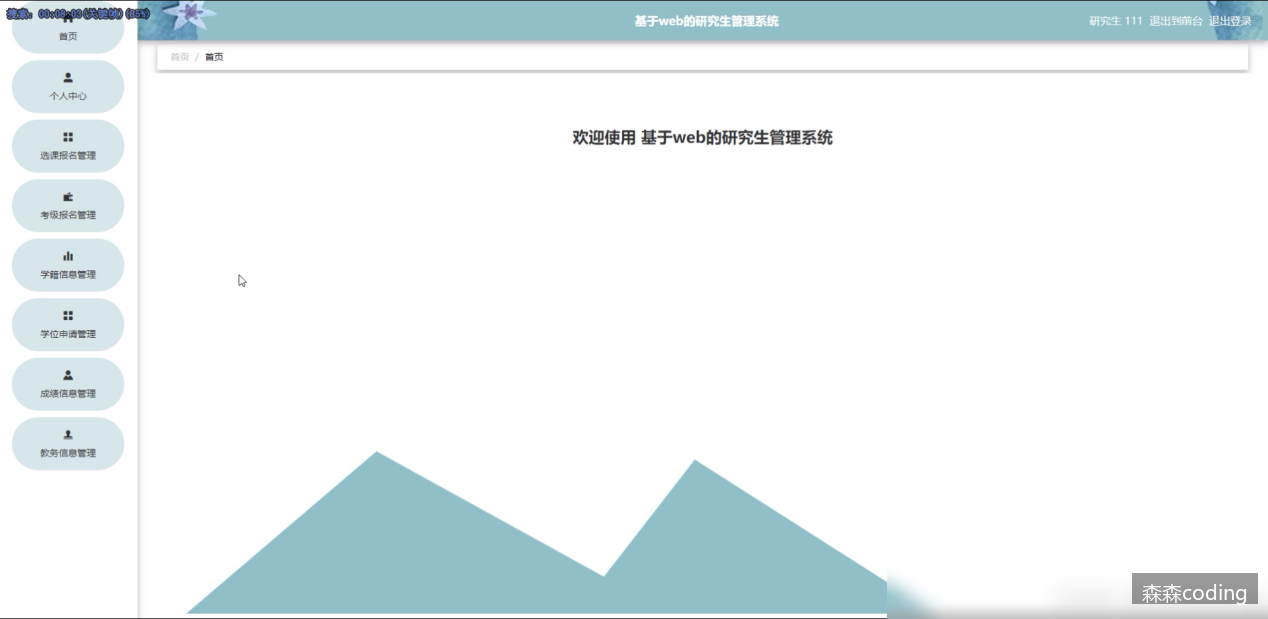 搜索: 00:00:03(关键帧) (35%)
基于web的研究生管理系统
研究生 111 退出到前台 退出登录
首页 / 首页
首页
个人中心
选课报名管理
考级报名管理
学籍信息管理
学位申请管理
成绩信息管理
教务信息管理
欢迎使用 基于web的研究生管理系统
森森coding